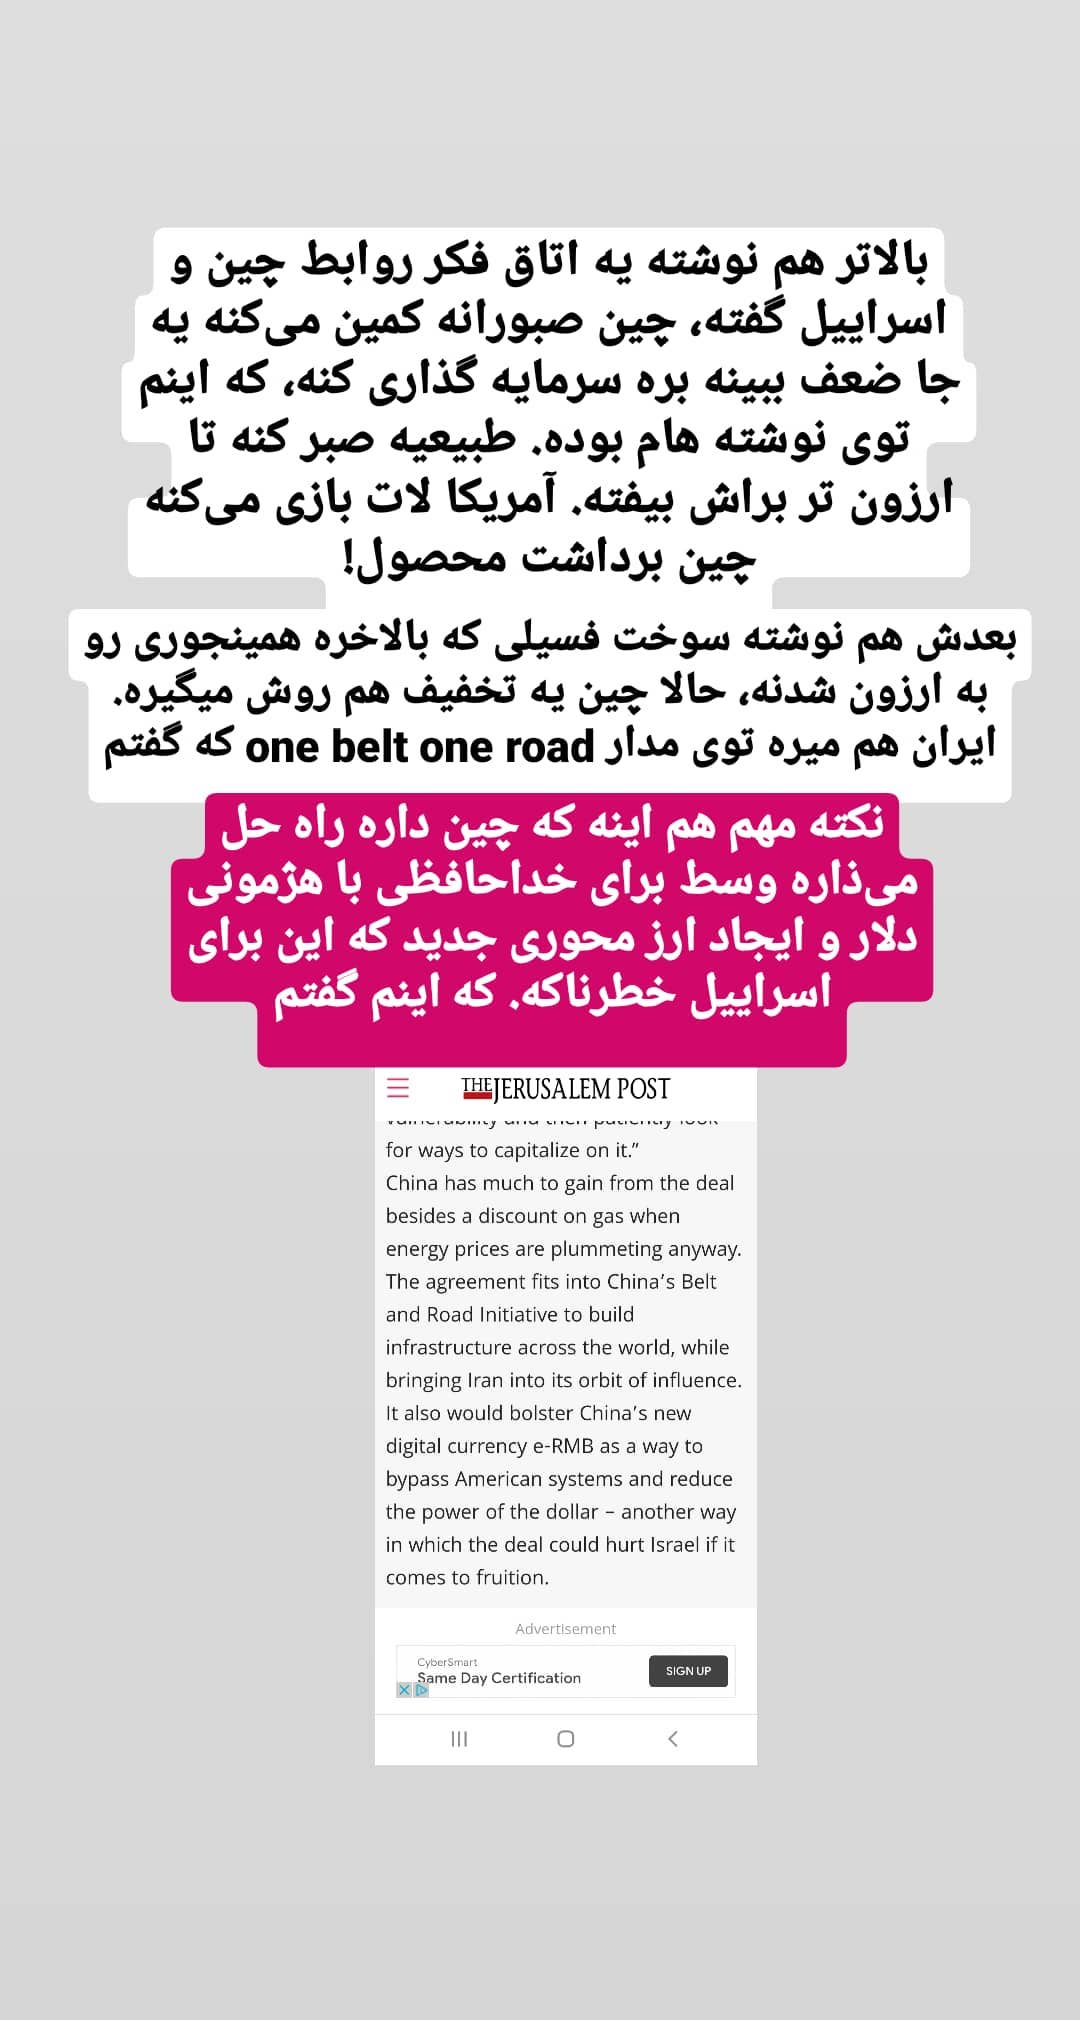 بالاتر هم نوشته یه اتاق فکر روابط چین و
اسراییل گفته، چین صبورانه کمین می‌کنه یه
جا ضعف ببینه بره سرمایه گذاری کنه، که اینم
توی نوشته هام بوده. طبیعیه صبر کنه تا
ارزون تر براش بیفته. آمریکا لات بازی می‌کنه
چین برداشت محصول!
بعدش هم نوشته سوخت فسیلی که بالاخره همینجوری رو
به ارزون شدنه، حالا چین یه تخفیف هم روش میگیره.
ایران هم میره توی مدار one belt one road که گفتم
نکته مهم هم اینه که چین داره راه حل
می‌ذاره وسط برای خداحافظی با هژمونی
دلار و ایجاد ارز محوری جدید که این برای
اسراییل خطرناکه. که اینم گفتم
THE JERUSALEM POST
vulnerability and then patiently look
for ways to capitalize on it.”
China has much to gain from the deal
besides a discount on gas when
energy prices are plummeting anyway.
The agreement fits into China’s Belt
and Road Initiative to build
infrastructure across the world, while
bringing Iran into its orbit of influence.
It also would bolster China’s new
digital currency e-RMB as a way to
bypass American systems and reduce
the power of the dollar – another way
in which the deal could hurt Israel if it
comes to fruition.
Advertisement
CyberSmart
Same Day Certification
SIGN UP